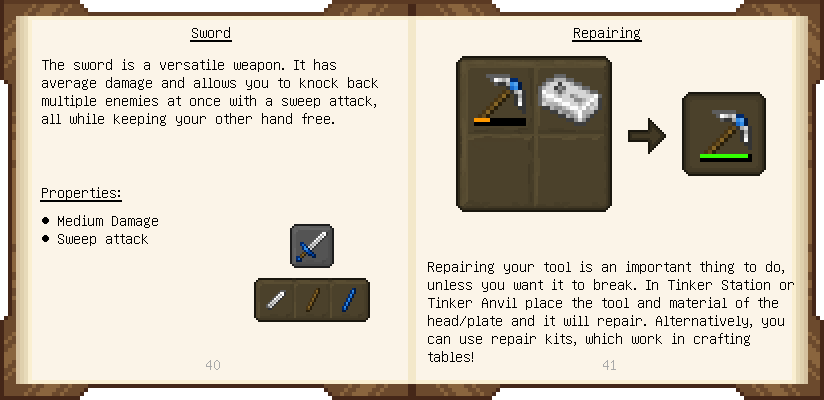 Sword
The sword is a versatile weapon. It has
average damage and allows you to knock back
multiple enemies at once with a sweep attack,
all while keeping your other hand free.
Properties:
● Medium Damage
● Sweep attack
40
Repairing
Repairing your tool is an important thing to do,
unless you want it to break. In Tinker Station or
Tinker Anvil place the tool and material of the
head/plate and it will repair. Alternatively, you
can use repair kits, which work in crafting
tables!
41